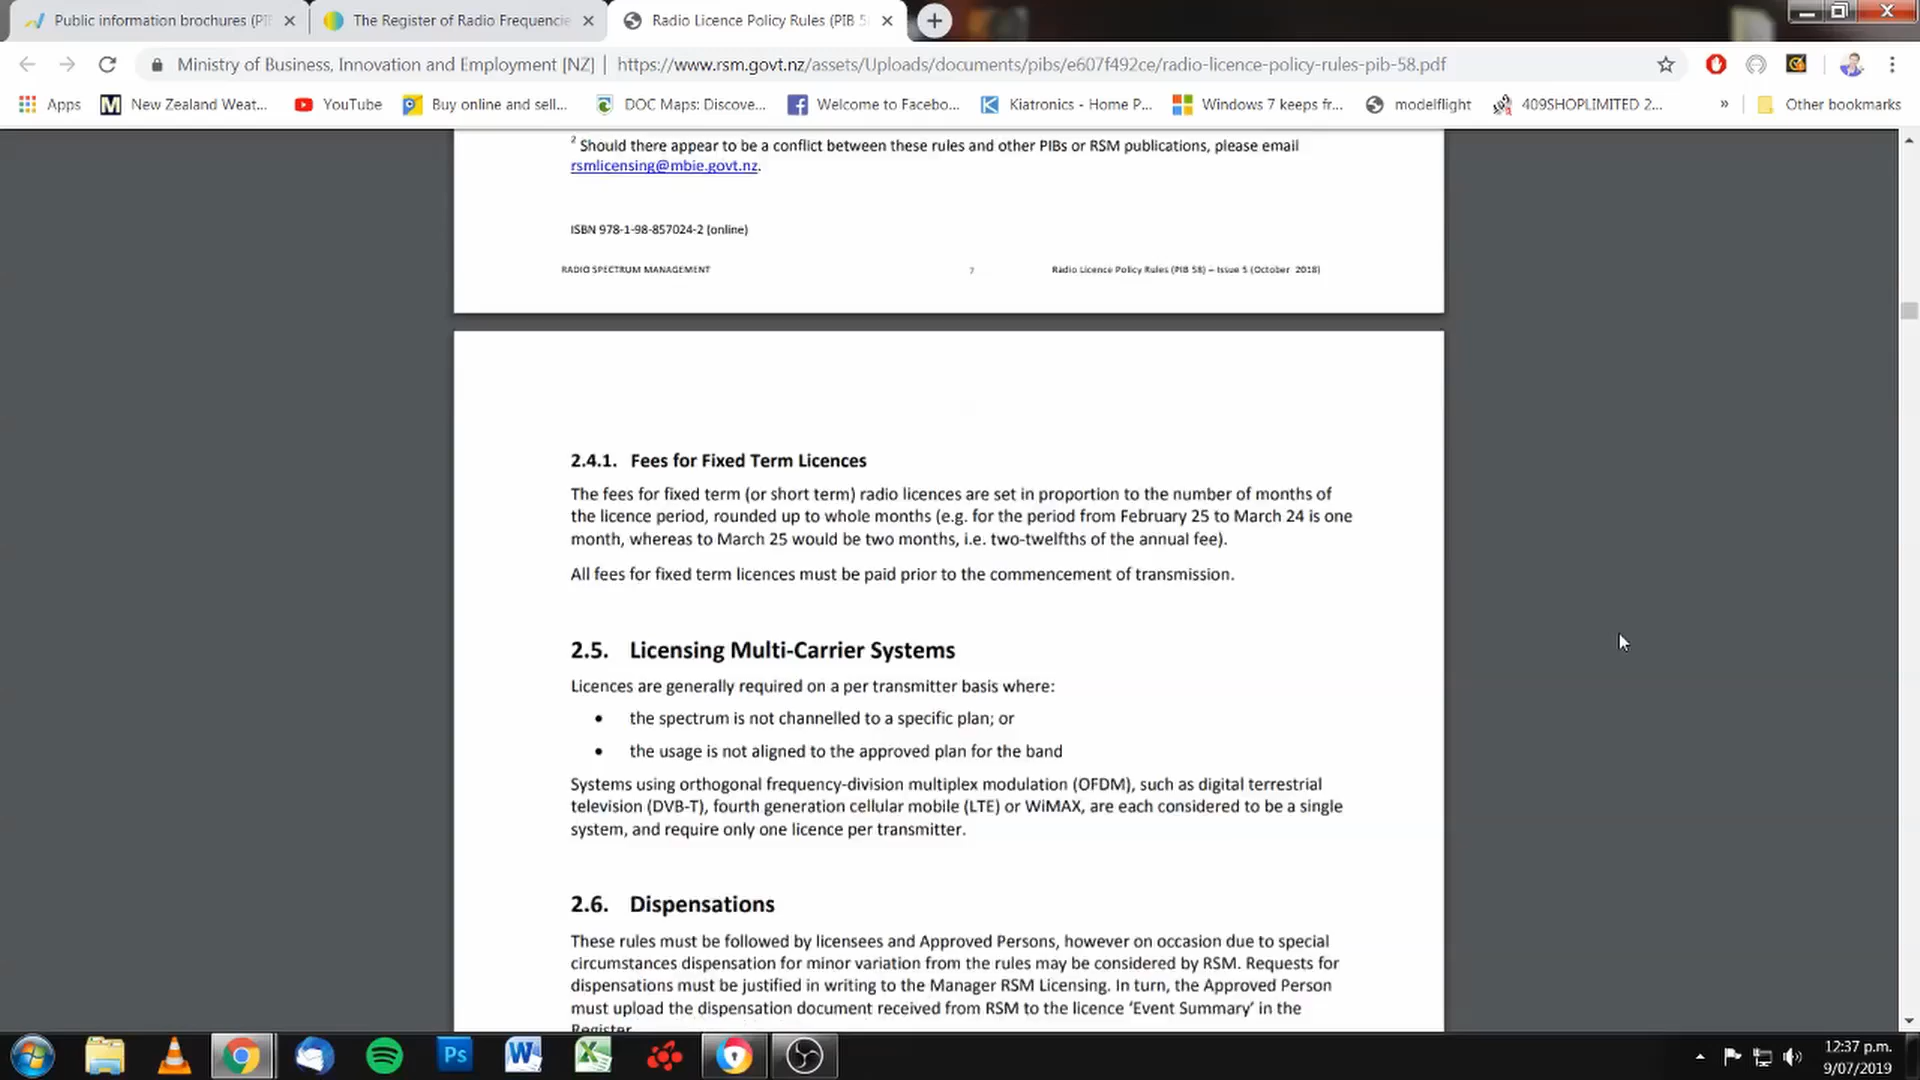 Public information brochures (PI
The Register of Radio Frequencie
Radio Licence Policy Rules (PIB 5
Ministry of Business, Innovation and Employment [NZ] | https://www.rsm.govt.nz/assets/Uploads/documents/pibs/e607f492ce/radio-licence-policy-rules-pib-58.pdf
Apps New Zealand Weat... YouTube Buy online and sell... DOC Maps: Discove... Welcome to Facebo... Kiatronics - Home P... Windows 7 keeps fr... modelflight 409SHOPLIMITED 2... » Other bookmarks
2 Should there appear to be a conflict between these rules and other PIBs or RSM publications, please email
rsmlicensing@mbie.govt.nz.
ISBN 978-1-98-857024-2 (online)
RADIO SPECTRUM MANAGEMENT 7 Radio Licence Policy Rules (PIB 58) – Issue 5 (October 2018)
2.4.1. Fees for Fixed Term Licences
The fees for fixed term (or short term) radio licences are set in proportion to the number of months of
the licence period, rounded up to whole months (e.g. for the period from February 25 to March 24 is one
month, whereas to March 25 would be two months, i.e. two-twelfths of the annual fee).
All fees for fixed term licences must be paid prior to the commencement of transmission.
2.5. Licensing Multi-Carrier Systems
Licences are generally required on a per transmitter basis where:
• the spectrum is not channelled to a specific plan; or
• the usage is not aligned to the approved plan for the band
Systems using orthogonal frequency-division multiplex modulation (OFDM), such as digital terrestrial
television (DVB-T), fourth generation cellular mobile (LTE) or WiMAX, are each considered to be a single
system, and require only one licence per transmitter.
2.6. Dispensations
These rules must be followed by licensees and Approved Persons, however on occasion due to special
circumstances dispensation for minor variation from the rules may be considered by RSM. Requests for
dispensations must be justified in writing to the Manager RSM Licensing. In turn, the Approved Person
must upload the dispensation document received from RSM to the licence ‘Event Summary’ in the
Register.
Ps
12:37 p.m.
9/07/2019